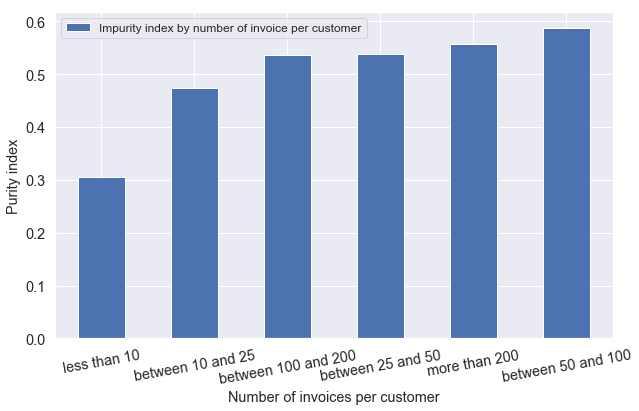 Impurity index by number of invoice per customer
Purity index
0.6
0.5
0.4
0.3
0.2
0.1
0.0
less than 10
between 10 and 25
between 100 and 200
between 25 and 50
more than 200
between 50 and 100
Number of invoices per customer